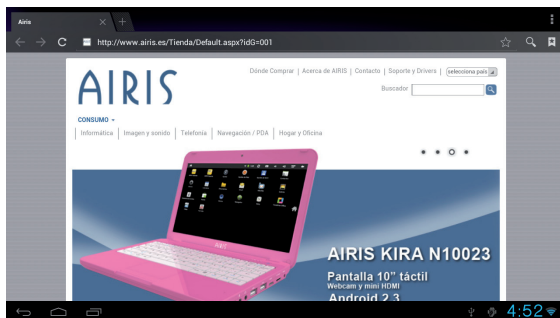 Airis
http://www.airis.es/Tienda/Default.aspx?idG=001
Dónde Comprar | Acerca de AIRIS | Contacto | Soporte y Drivers | selecciona país
AIRIS
Buscador
CONSUMO
Informática | Imagen y sonido | Telefonía | Navegación / PDA | Hogar y Oficina
AIRIS KIRA N10023
Pantalla 10" táctil
Webcam y mini HDMI
Android 2.3
4:52